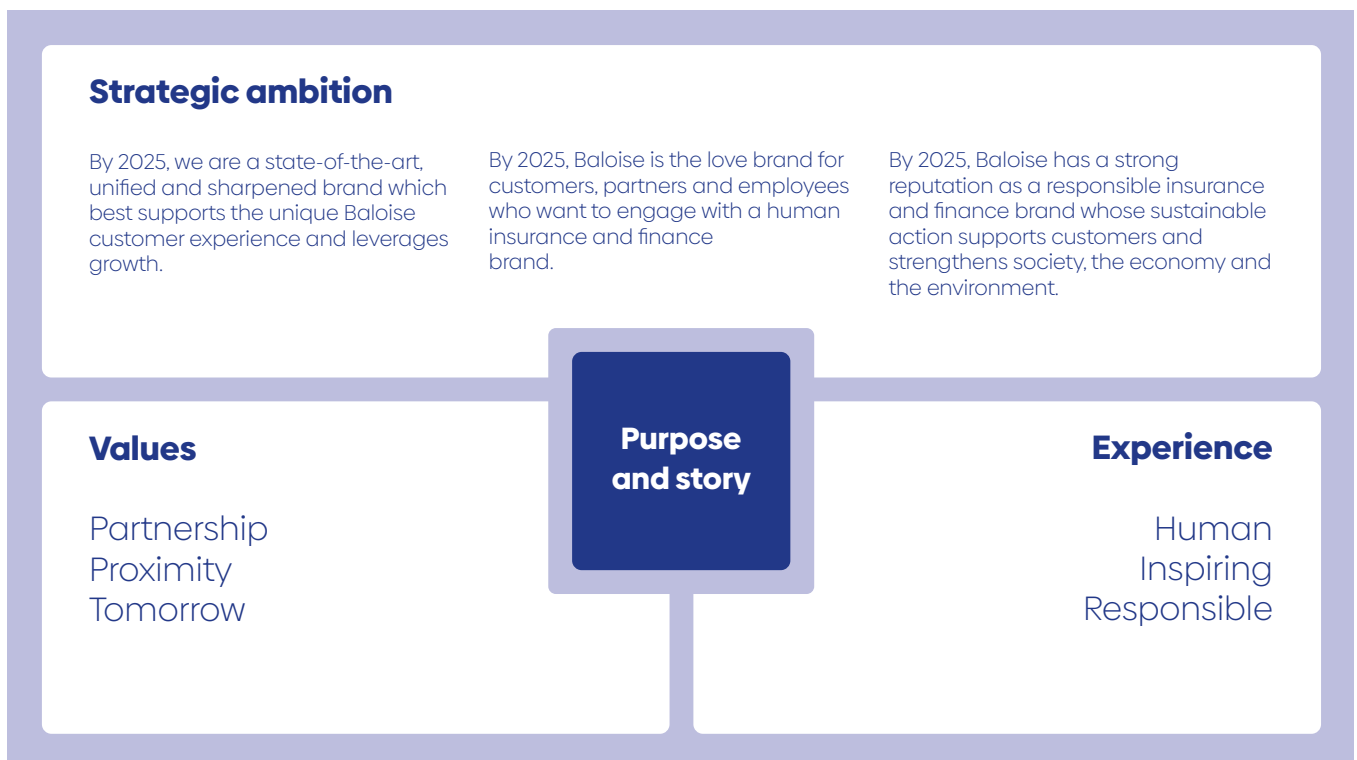 Strategic ambition
By 2025, we are a state-of-the-art,
unified and sharpened brand which
best supports the unique Baloise
customer experience and leverages
growth.
By 2025, Baloise is the love brand for
customers, partners and employees
who want to engage with a human
insurance and finance
brand.
By 2025, Baloise has a strong
reputation as a responsible insurance
and finance brand whose sustainable
action supports customers and
strengthens society, the economy and
the environment.
Purpose
and story
Values
Partnership
Proximity
Tomorrow
Experience
Human
Inspiring
Responsible